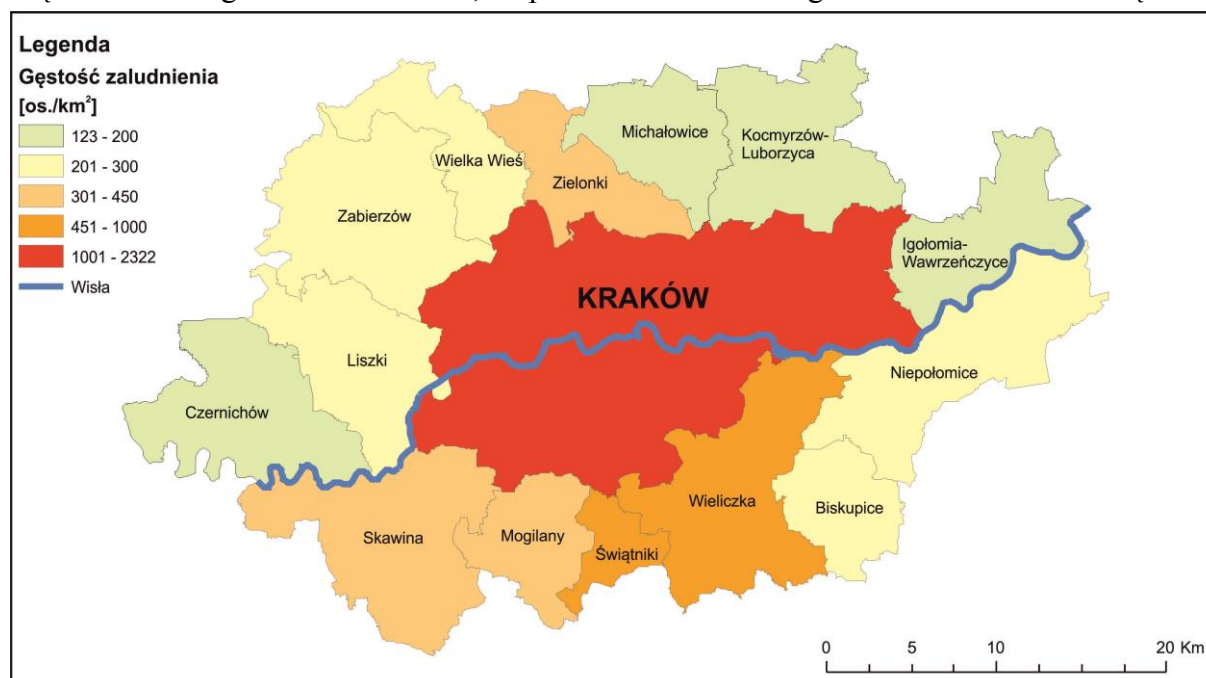 Legenda
Gęstość zaludnienia
[os./km²]
123 - 200
201 - 300
301 - 450
451 - 1000
1001 - 2322
Wisła
Michałowice
Kocmyrzów-
Luborzyca
Wielka Wieś
Zielonki
Zabierzów
Igołomia-
Wawrzeńczyce
KRAKÓW
Liszki
Niepołomice
Czernichów
Wieliczka
Biskupice
Skawina
Mogilany
Świątniki
0 5 10 20 Km